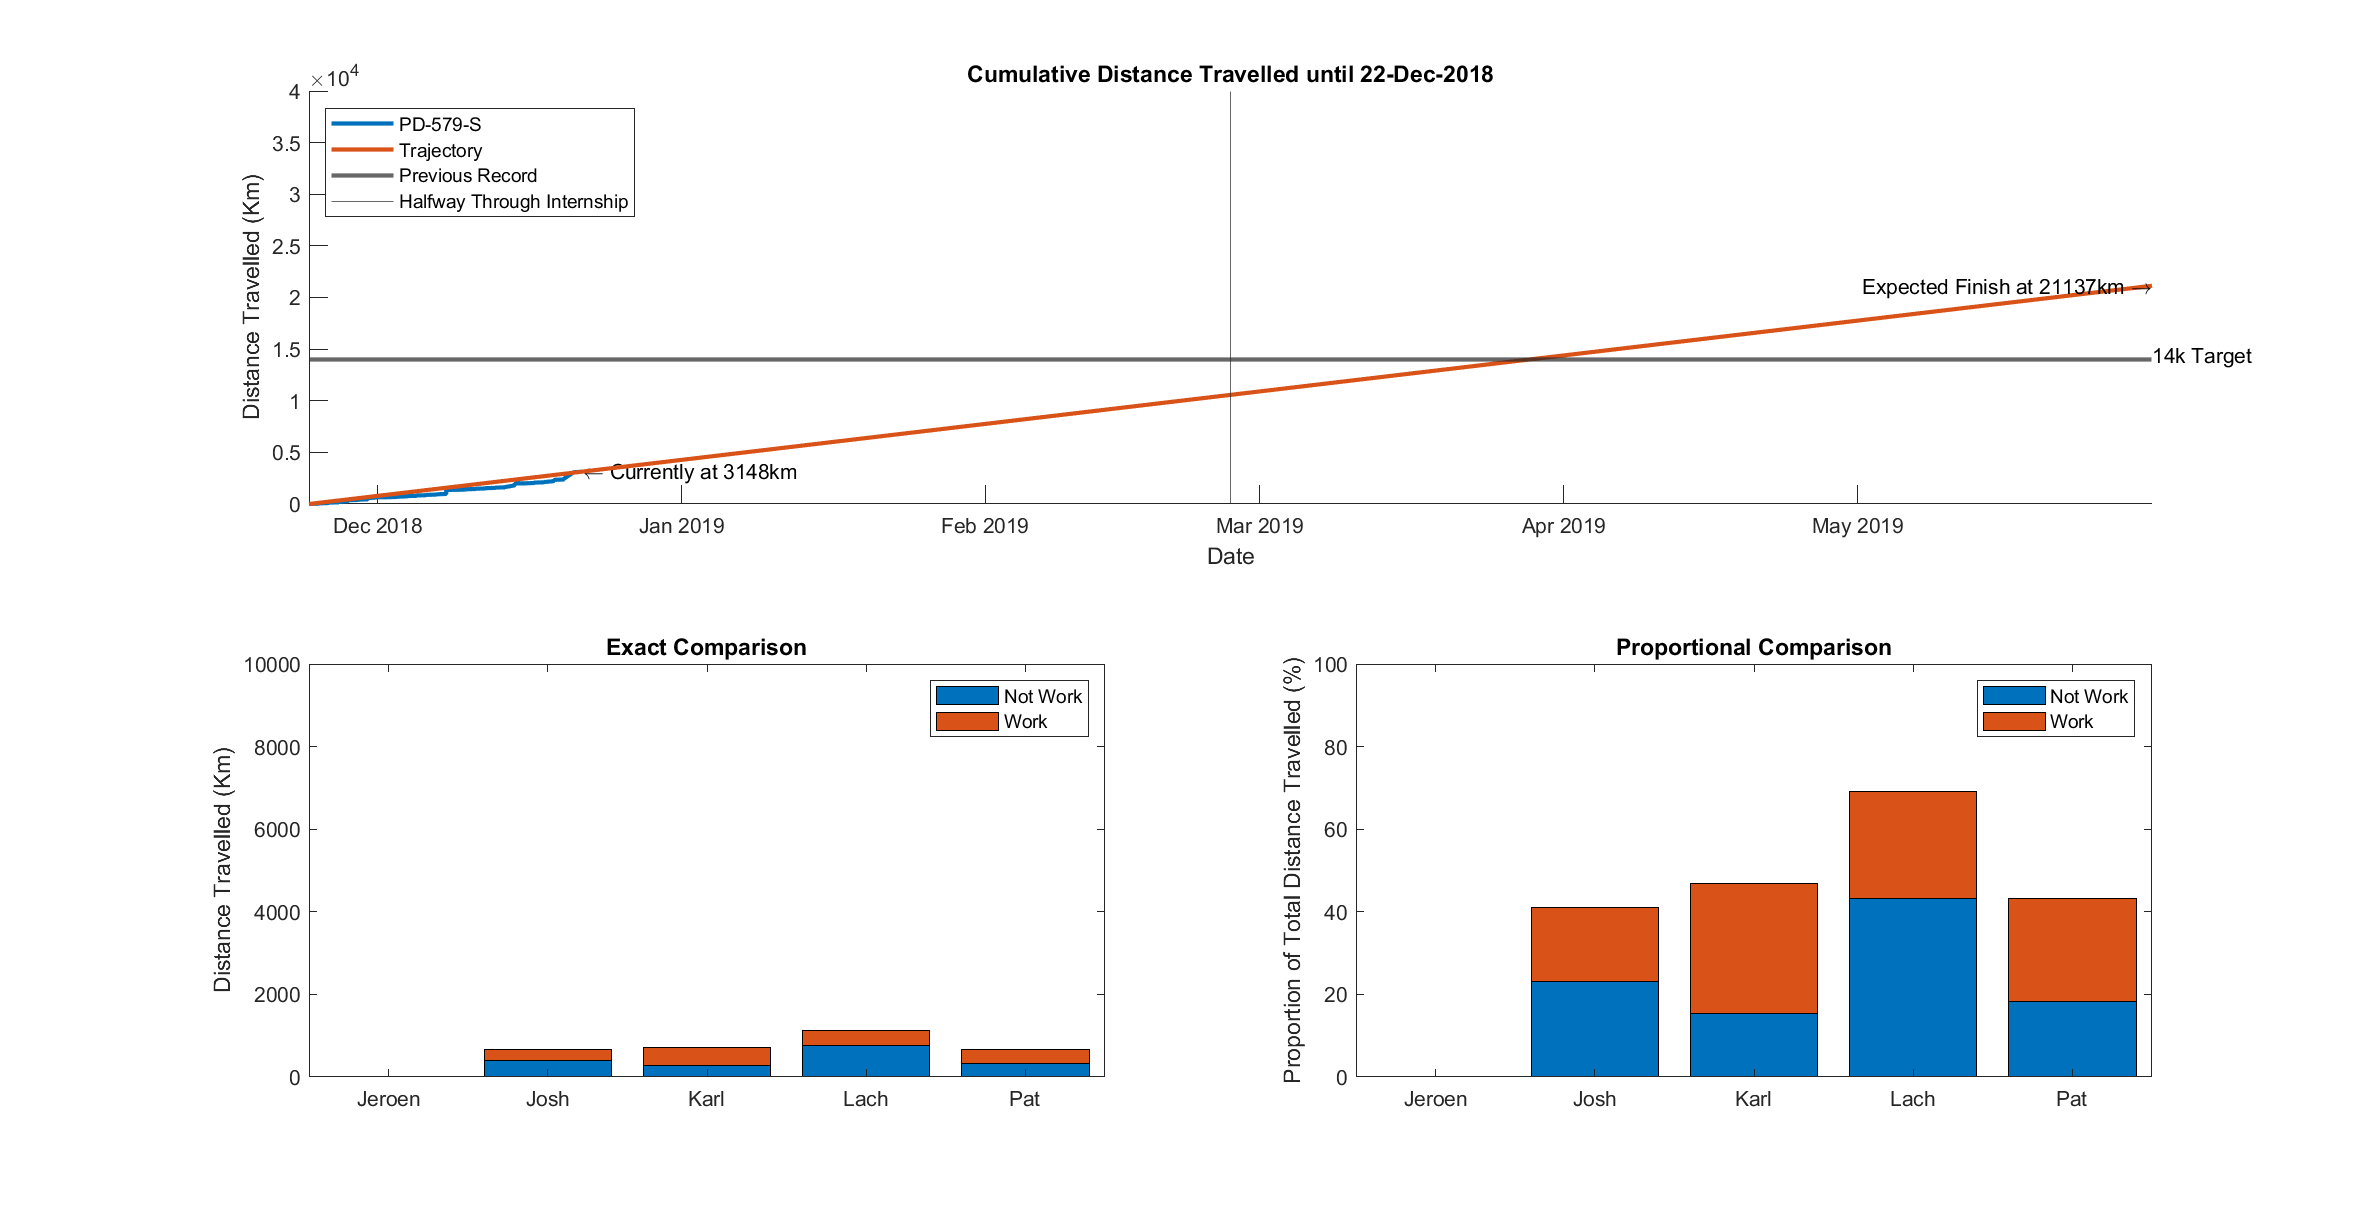 Cumulative Distance Travelled until 22-Dec-2018
×10^4
4
3.5
3
2.5
2
1.5
1
0.5
0
Distance Travelled (Km)
PD-579-S
Trajectory
Previous Record
Halfway Through Internship
Expected Finish at 21137km →
14k Target
← Currently at 3148km
Dec 2018 Jan 2019 Feb 2019 Mar 2019 Apr 2019 May 2019
Date
Exact Comparison
10000
8000
6000
4000
2000
0
Distance Travelled (Km)
Not Work
Work
Jeroen Josh Karl Lach Pat
Proportional Comparison
100
80
60
40
20
0
Proportion of Total Distance Travelled (%)
Not Work
Work
Jeroen Josh Karl Lach Pat